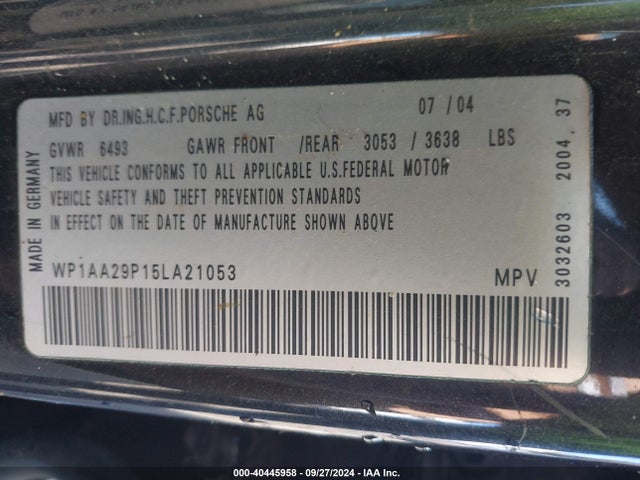 MFD BY DR.ING.H.C.F.PORSCHE AG 07 / 04
GVWR 6493 GAWR FRONT /REAR 3053 / 3638 LBS
THIS VEHICLE CONFORMS TO ALL APPLICABLE U.S.FEDERAL MOTOR
VEHICLE SAFETY AND THEFT PREVENTION STANDARDS
IN EFFECT ON THE DATE OF MANUFACTURE SHOWN ABOVE
WP1AA29P15LA21053 MPV
MADE IN GERMANY
3032603 2004 37
000-40445958 - 09/27/2024 - IAA Inc.